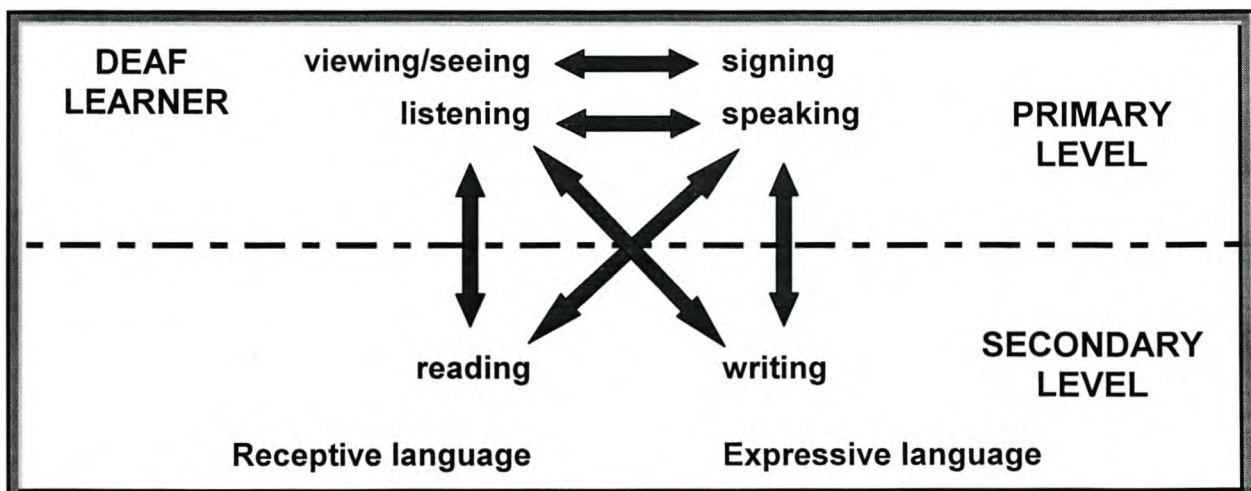 DEAF
LEARNER
viewing/seeing
signing
listening
speaking
PRIMARY
LEVEL
reading
writing
SECONDARY
LEVEL
Receptive language
Expressive language